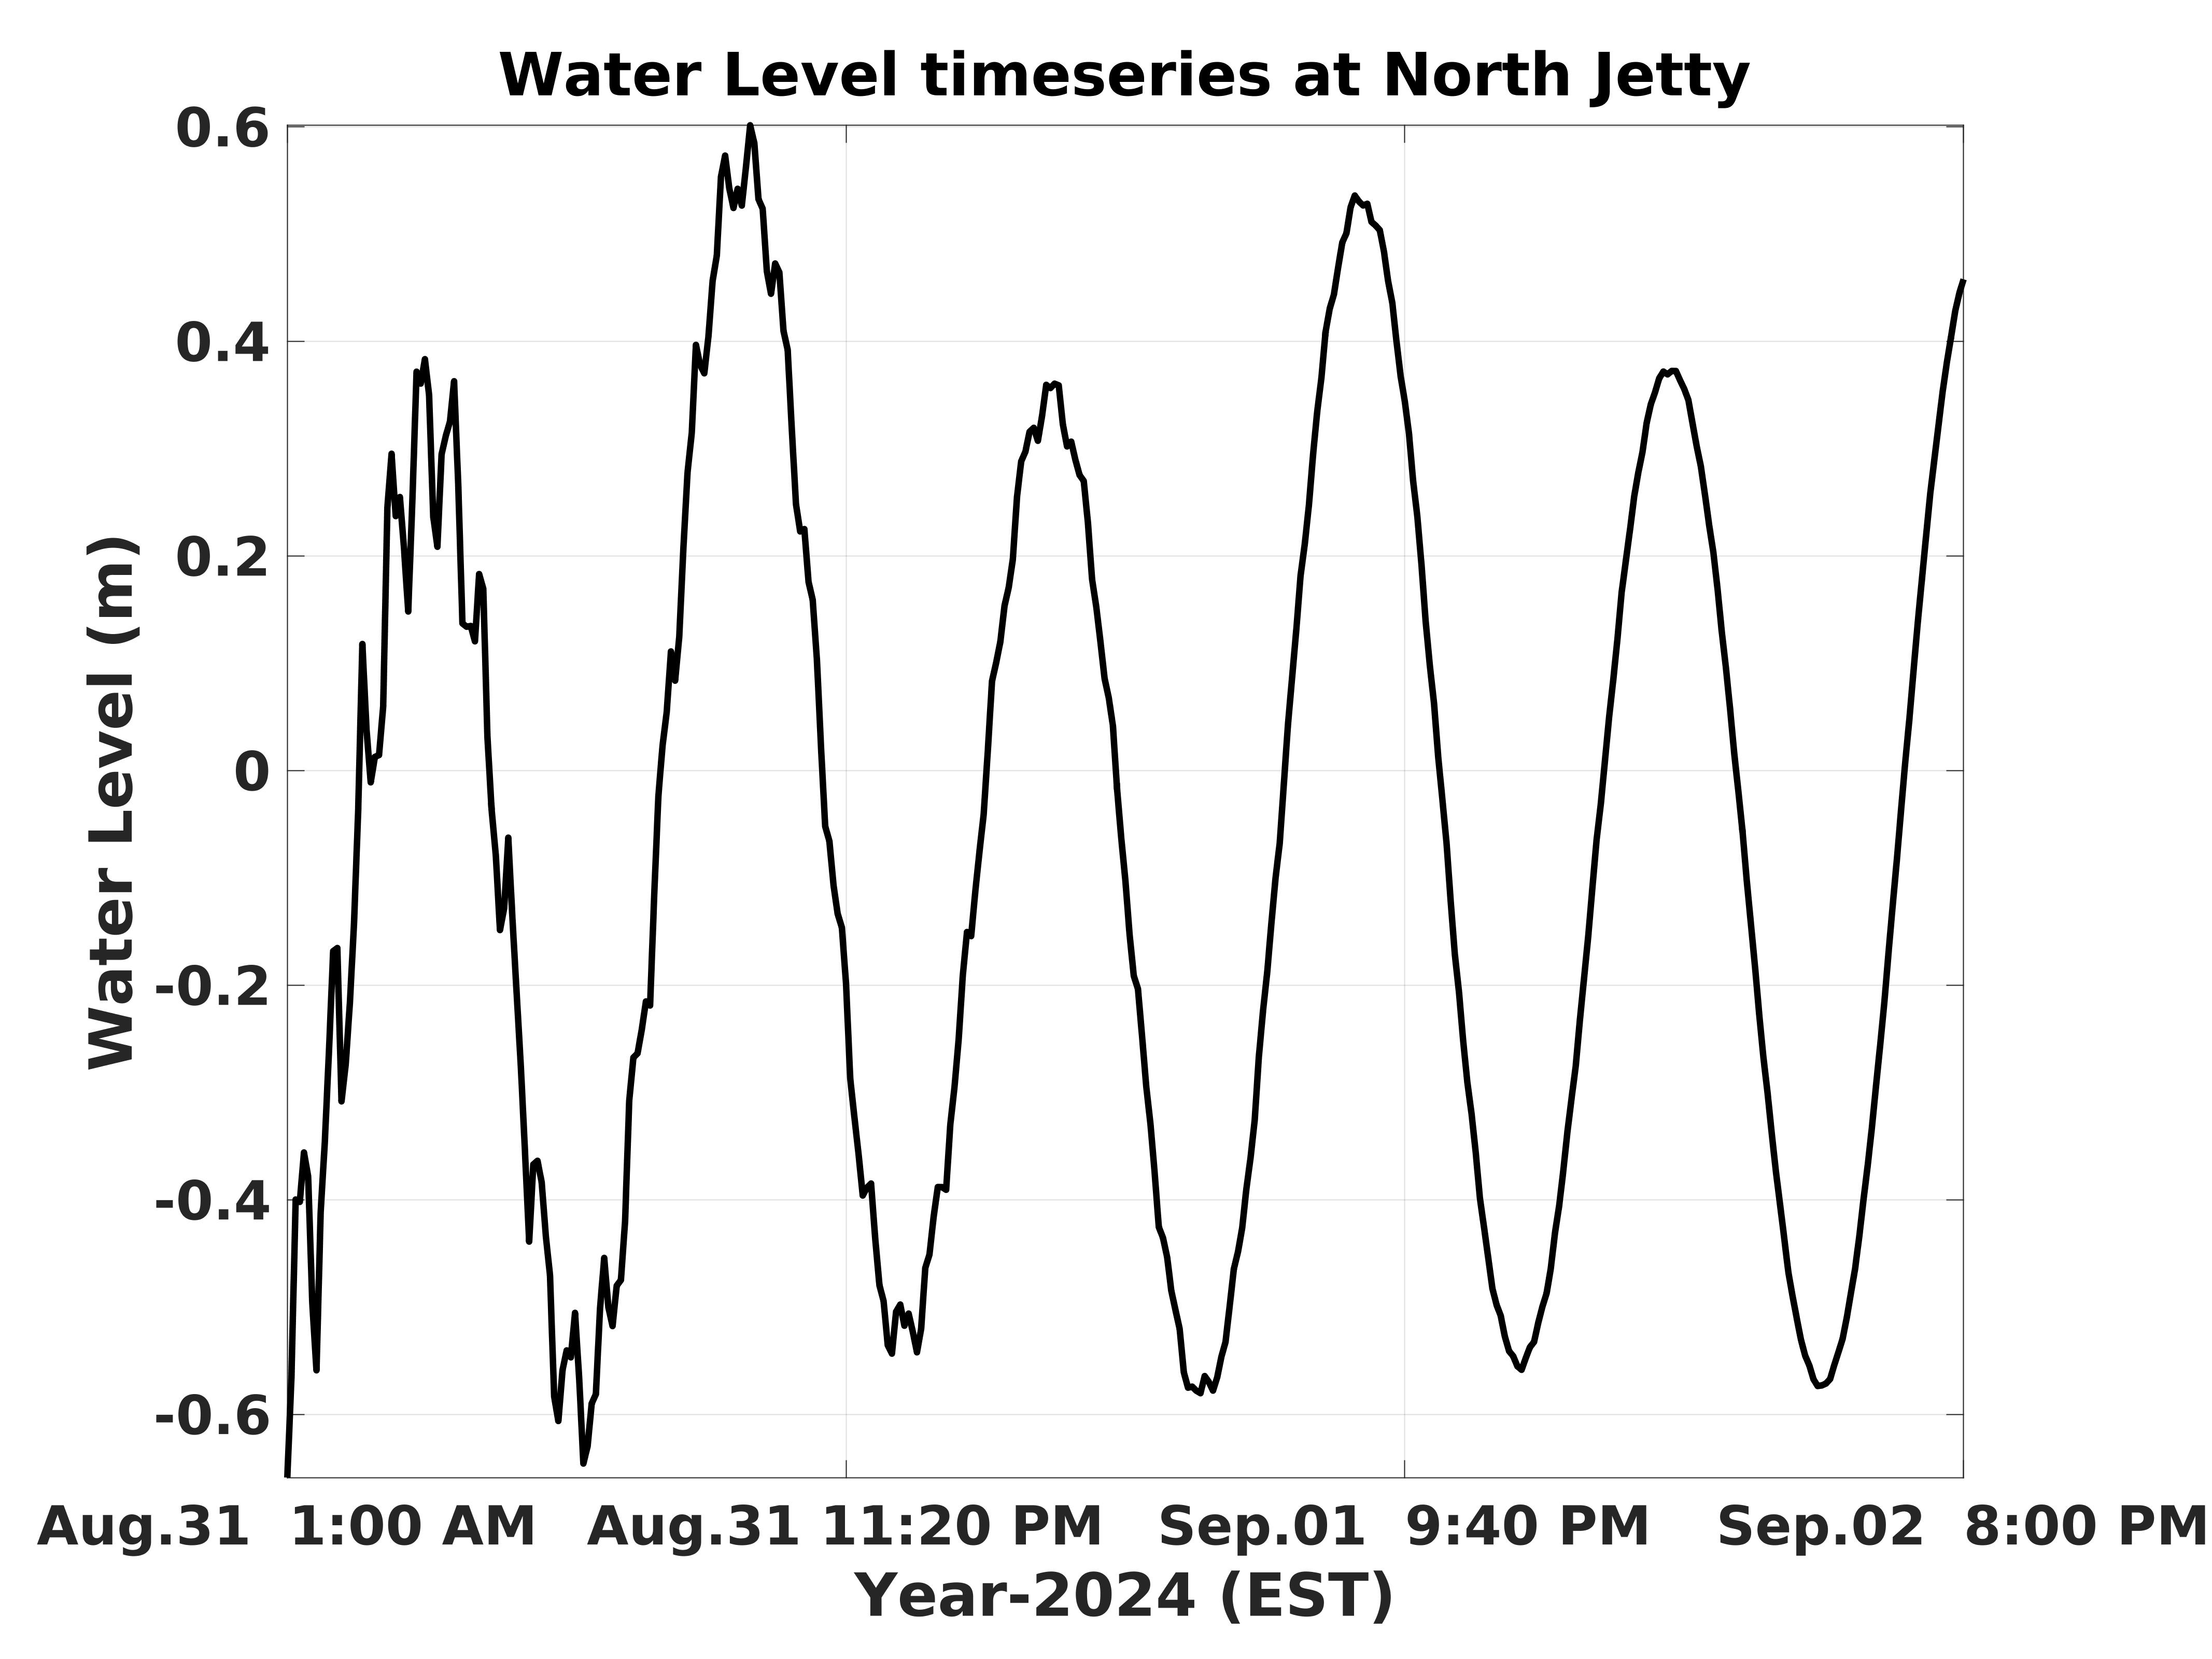 Water Level timeseries at North Jetty
0.6
0.4
0.2
0
-0.2
-0.4
-0.6
Water Level (m)
Aug.31 1:00 AM Aug.31 11:20 PM Sep.01 9:40 PM Sep.02 8:00 PM
Year-2024 (EST)